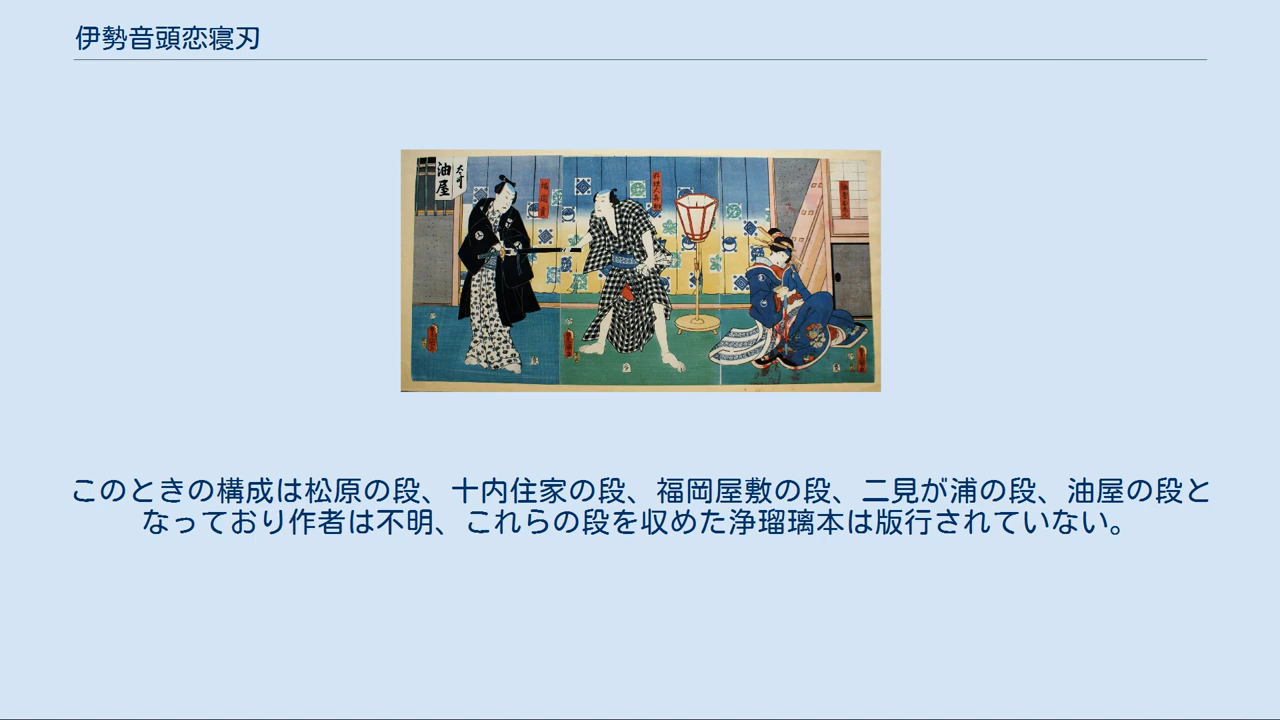 伊勢音頭恋寝刃
油屋
このときの構成は松原の段、十内住家の段、福岡屋敷の段、二見が浦の段、油屋の段と
なっており作者は不明、これらの段を収めた浄瑠璃本は版行されていない。